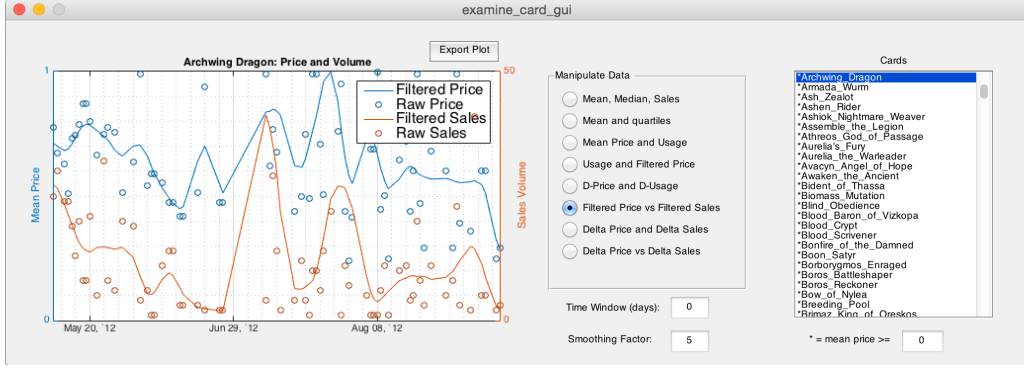 examine_card_gui
Export Plot
Archwing Dragon: Price and Volume
1
50
Filtered Price
Raw Price
Filtered Sales
Raw Sales
Mean Price
Sales Volume
0
0
May 20, '12
Jun 29, '12
Aug 08, '12
Manipulate Data
Mean, Median, Sales
Mean and quartiles
Mean Price and Usage
Usage and Filtered Price
D-Price and D-Usage
Filtered Price vs Filtered Sales
Delta Price and Delta Sales
Delta Price vs Delta Sales
Time Window (days): 0
Smoothing Factor: 5
Cards
*Archwing_Dragon
*Armada_Wurm
*Ash_Zealot
*Ashen_Rider
*Ashiok_Nightmare_Weaver
*Assemble_the_Legion
*Athreos_God_of_Passage
*Aurelia's_Fury
*Aurelia_the_Warleader
*Avacyn_Angel_of_Hope
*Awaken_the_Ancient
*Bident_of_Thassa
*Biomass_Mutation
*Blind_Obedience
*Blood_Baron_of_Vizkopa
*Blood_Crypt
*Blood_Scrivener
*Bonfire_of_the_Damned
*Boon_Satyr
*Borborygmos_Enraged
*Boros_Battleshaper
*Boros_Reckoner
*Bow_of_Nylea
*Breeding_Pool
*Brimaz_King_of_Oreskos
* = mean price >= 0